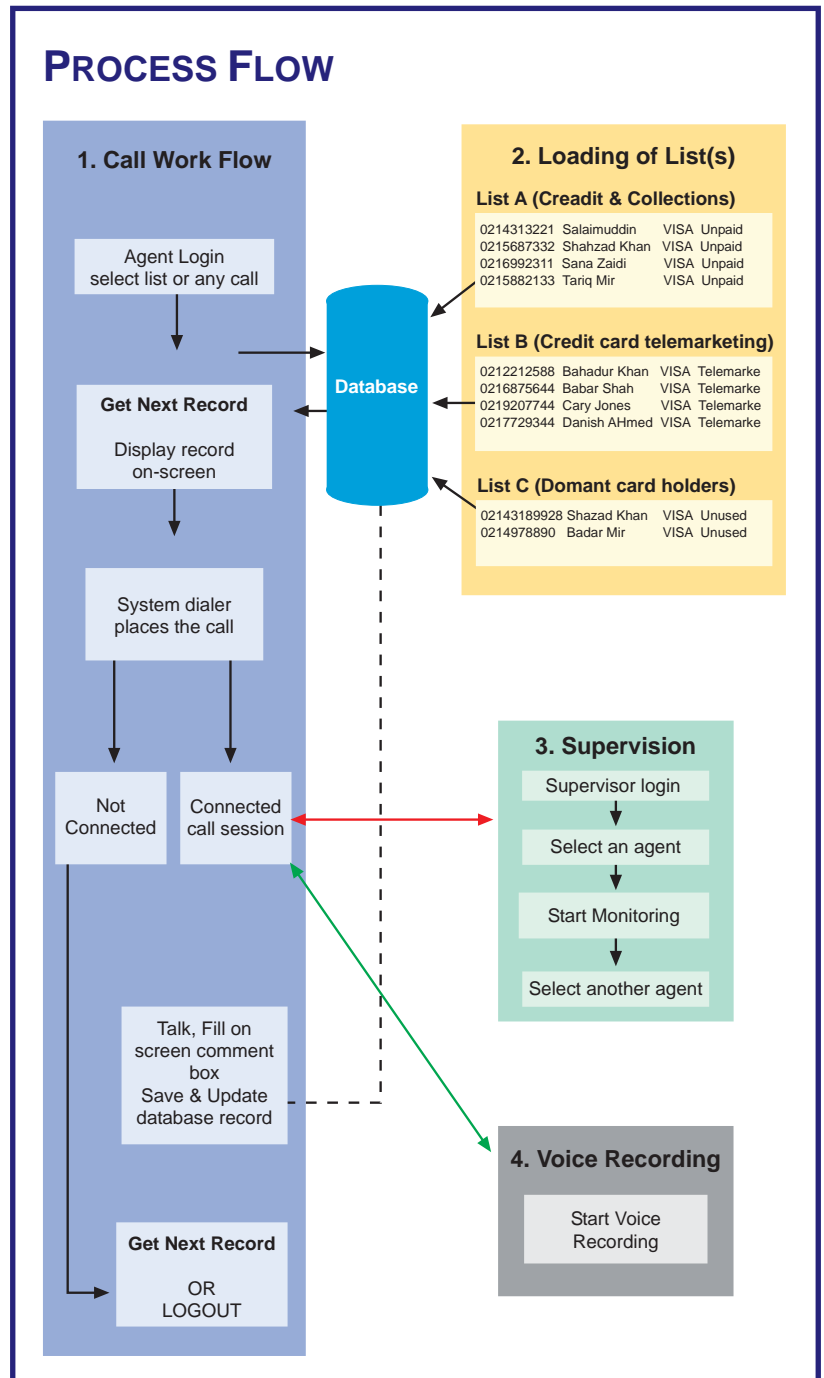 PROCESS FLOW
1. Call Work Flow
Agent Login
select list or any call
Get Next Record
Display record
on-screen
System dialer
places the call
Not
Connected
Connected
call session
Talk, Fill on
screen comment
box
Save & Update
database record
Get Next Record
OR
LOGOUT
Database
2. Loading of List(s)
List A (Creadit & Collections)
0214313221 Salaimuddin VISA Unpaid
0215687332 Shahzad Khan VISA Unpaid
0216992311 Sana Zaidi VISA Unpaid
0215882133 Tariq Mir VISA Unpaid
List B (Credit card telemarketing)
0212212588 Bahadur Khan VISA Telemarke
0216875644 Babar Shah VISA Telemarke
0219207744 Cary Jones VISA Telemarke
0217729344 Danish AHmed VISA Telemarke
List C (Domant card holders)
02143189928 Shazad Khan VISA Unused
0214978890 Badar Mir VISA Unused
3. Supervision
Supervisor login
Select an agent
Start Monitoring
Select another agent
4. Voice Recording
Start Voice
Recording